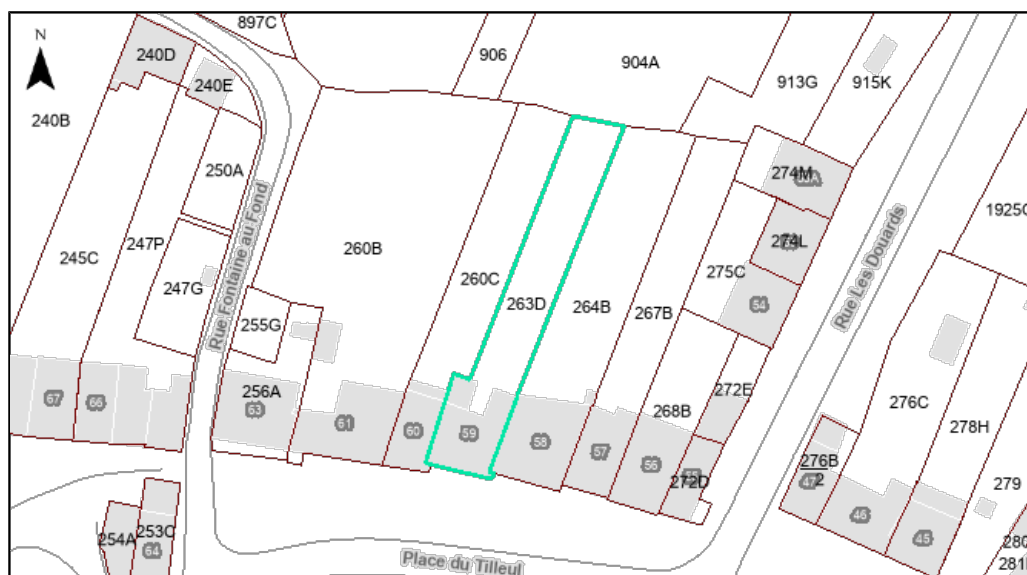 897C
N
240D
906
904A
240E
913G
915K
240B
250A
274M
1925C
274L
245C
247P
260B
275C
Rue Fontaine au Fond
Rue Les Douards
247G
260C
263D
264B
267B
54
255G
256A
272E
276C
268B
278H
67
66
63
61
60
59
58
57
56
55
272D
276B
2
47
279
46
45
254A
253C
64
280
281
Place du Tilleul